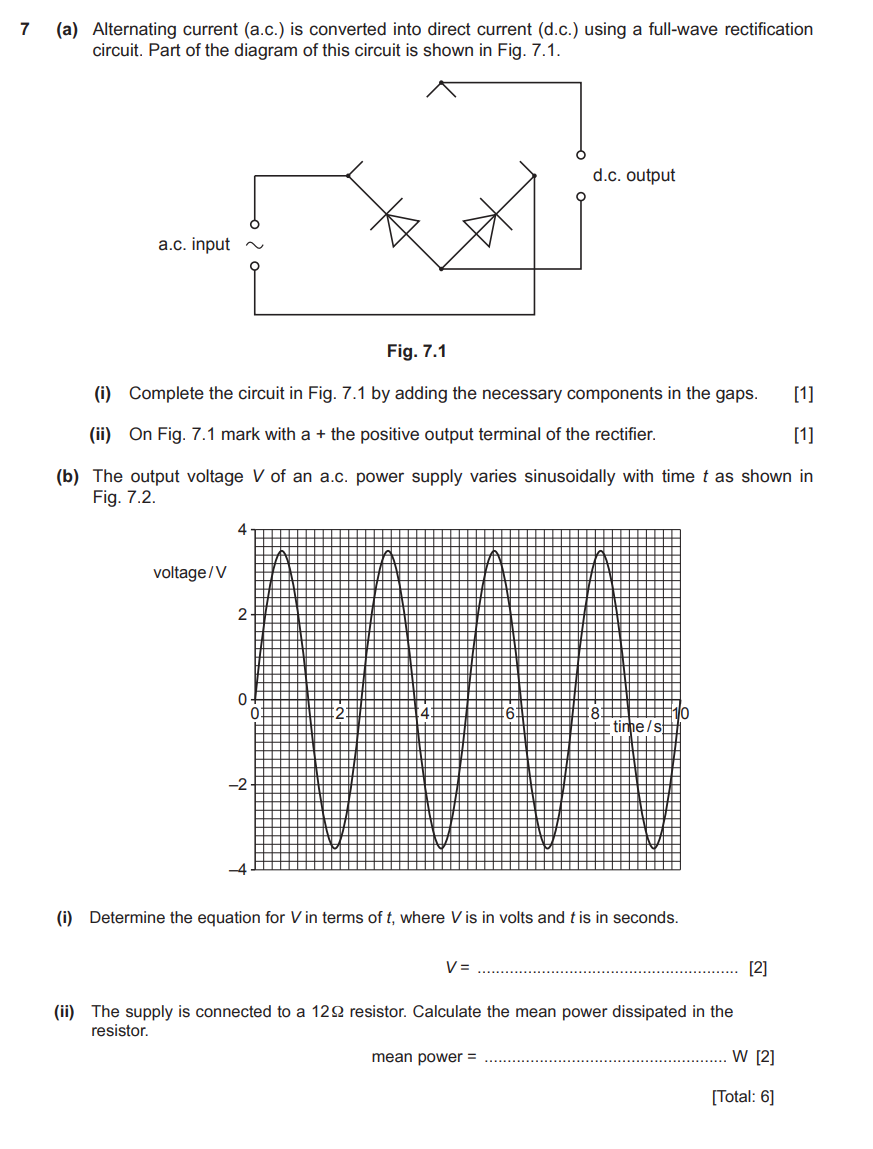 7 (a) Alternating current (a.c.) is converted into direct current (d.c.) using a full-wave rectification
circuit. Part of the diagram of this circuit is shown in Fig. 7.1.
d.c. output
a.c. input ~
Fig. 7.1
(i) Complete the circuit in Fig. 7.1 by adding the necessary components in the gaps. [1]
(ii) On Fig. 7.1 mark with a + the positive output terminal of the rectifier. [1]
(b) The output voltage V of an a.c. power supply varies sinusoidally with time t as shown in
Fig. 7.2.
4
voltage / V
2
0
0 2 4 6 8 10
time / s
–2
–4
(i) Determine the equation for V in terms of t, where V is in volts and t is in seconds.
V = ........................................................ [2]
(ii) The supply is connected to a 12 Ω resistor. Calculate the mean power dissipated in the
resistor.
mean power = ..................................................... W [2]
[Total: 6]